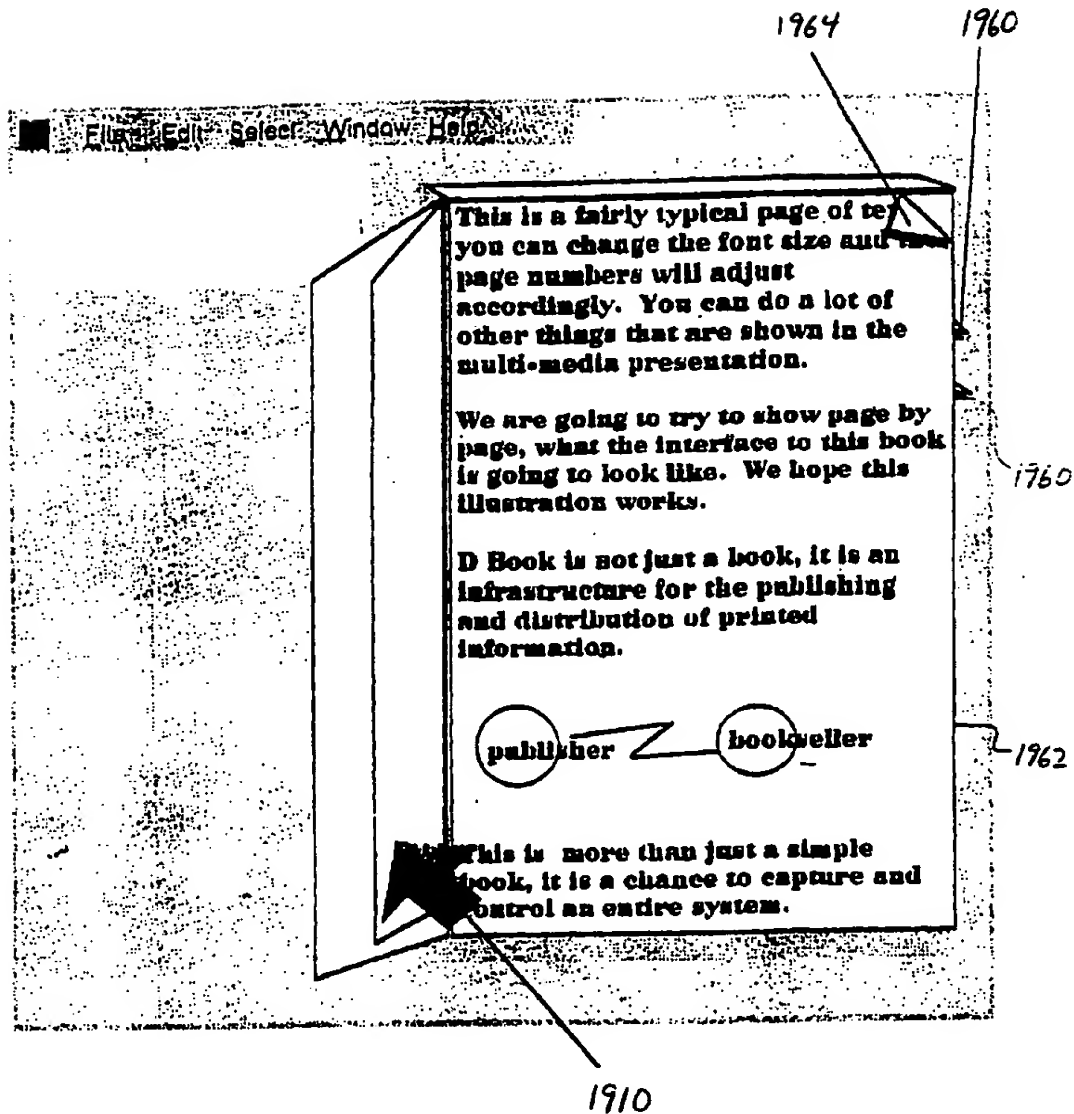 1964
1960
File Edit Select Window Help
This is a fairly typical page of
you can change the font size and
page numbers will adjust
accordingly. You can do a lot of
other things that are shown in the
multi-media presentation.
We are going to try to show page by
page, what the interface to this book
is going to look like. We hope this
illustration works.
1960
D Book is not just a book, it is an
infrastructure for the publishing
and distribution of printed
information.
publisher
bookseller
1962
This is more than just a simple
book, it is a chance to capture and
control an entire system.
1910